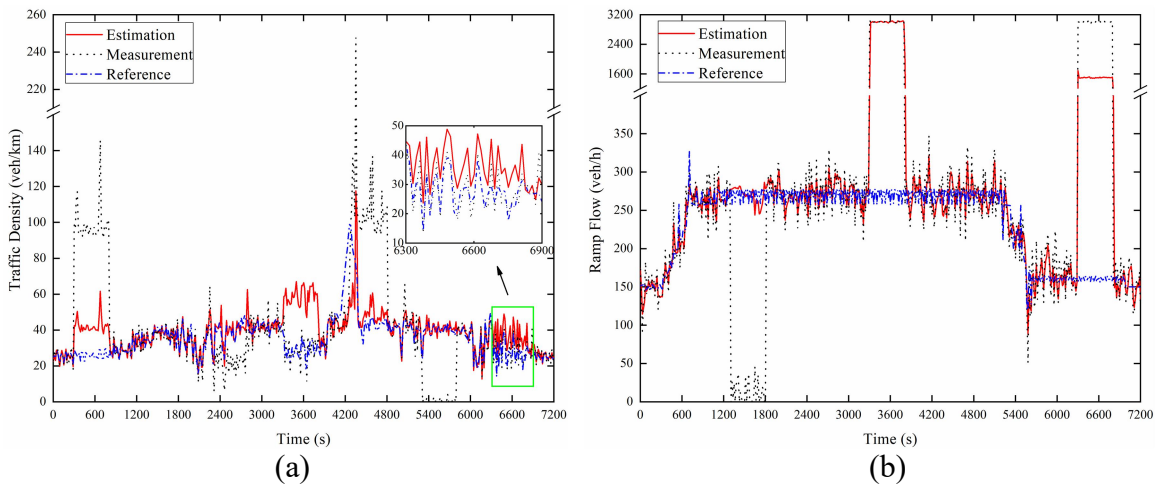 260
240
220
140
120
100
80
60
40
20
0
Traffic Density (veh/km)
Estimation
Measurement
Reference
50
40
30
20
10
6300 6600 6900
0 600 1200 1800 2400 3000 3600 4200 4800 5400 6000 6600 7200
Time (s)
(a)
3200
1600
350
300
250
200
150
100
50
0
Ramp Flow (veh/h)
Estimation
Measurement
Reference
0 600 1200 1800 2400 3000 3600 4200 4800 5400 6000 6600 7200
Time (s)
(b)